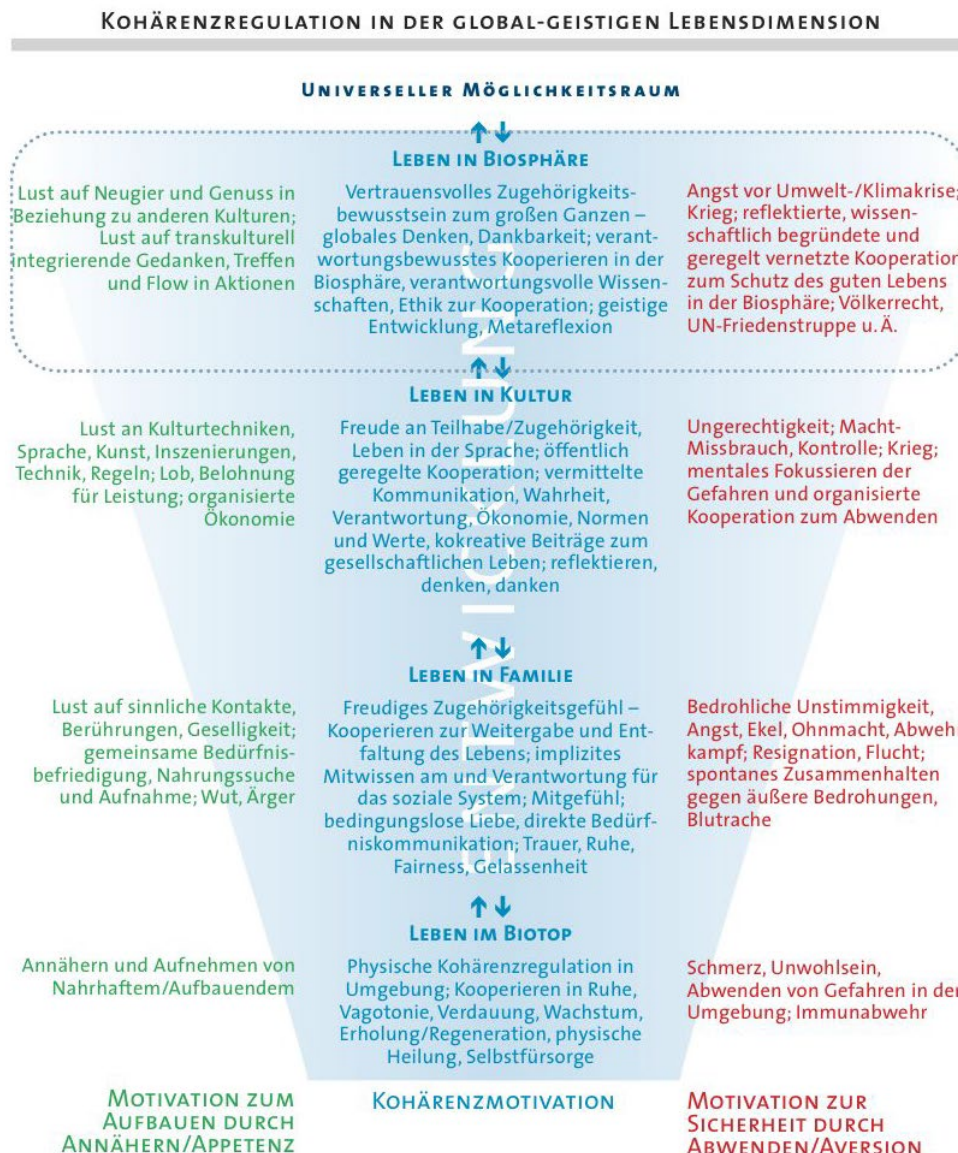 KOHÄRENZREGULATION IN DER GLOBAL-GEISTIGEN LEBENSDIMENSION
UNIVERSELLER MÖGLICHKEITSRAUM
LEBEN IN BIOSPHÄRE
Lust auf Neugier und Genuss in
Beziehung zu anderen Kulturen;
Lust auf transkulturell
integrierende Gedanken, Treffen
und Flow in Aktionen
Vertrauensvolles Zugehörigkeits-
bewusstsein zum großen Ganzen –
globales Denken, Dankbarkeit; verant-
wortungsbewusstes Kooperieren in der
Biosphäre, verantwortungsvolle Wissen-
schaften, Ethik zur Kooperation; geistige
Entwicklung, Metareflexion
Angst vor Umwelt-/Klimakrise;
Krieg; reflektierte, wissen-
schaftlich begründete und
geregelt vernetzte Kooperation
zum Schutz des guten Lebens
in der Biosphäre; Völkerrecht,
UN-Friedenstruppe u. Ä.
LEBEN IN KULTUR
Lust an Kulturtechniken,
Sprache, Kunst, Inszenierungen,
Technik, Regeln; Lob, Belohnung
für Leistung; organisierte
Ökonomie
Freude an Teilhabe/Zugehörigkeit,
Leben in der Sprache; öffentlich
geregelte Kooperation; vermittelte
Kommunikation, Wahrheit,
Verantwortung, Ökonomie, Normen
und Werte, kokreative Beiträge zum
gesellschaftlichen Leben; reflektieren,
denken, danken
Ungerechtigkeit; Macht-
Missbrauch, Kontrolle; Krieg;
mentales Fokussieren der
Gefahren und organisierte
Kooperation zum Abwenden
ENTWICKLUNG
LEBEN IN FAMILIE
Lust auf sinnliche Kontakte,
Berührungen, Geselligkeit;
gemeinsame Bedürfnis-
befriedigung, Nahrungssuche
und Aufnahme; Wut, Ärger
Freudiges Zugehörigkeitsgefühl –
Kooperieren zur Weitergabe und Ent-
faltung des Lebens; implizites
Mitwissen am und Verantwortung für
das soziale System; Mitgefühl;
bedingungslose Liebe, direkte Bedürf-
niskommunikation; Trauer, Ruhe,
Fairness, Gelassenheit
Bedrohliche Unstimmigkeit,
Angst, Ekel, Ohnmacht, Abwehr
kampf; Resignation, Flucht;
spontanes Zusammenhalten
gegen äußere Bedrohungen,
Blutrache
LEBEN IM BIOTOP
Annähern und Aufnehmen von
Nahrhaftem/Aufbauendem
Physische Kohärenzregulation in
Umgebung; Kooperieren in Ruhe,
Vagotonie, Verdauung, Wachstum,
Erholung/Regeneration, physische
Heilung, Selbstfürsorge
Schmerz, Unwohlsein,
Abwenden von Gefahren in der
Umgebung; Immunabwehr
MOTIVATION ZUM
AUFBAUEN DURCH
ANNÄHERN/APPETENZ
KOHÄRENZMOTIVATION
MOTIVATION ZUR
SICHERHEIT DURCH
ABWENDEN/AVERSION